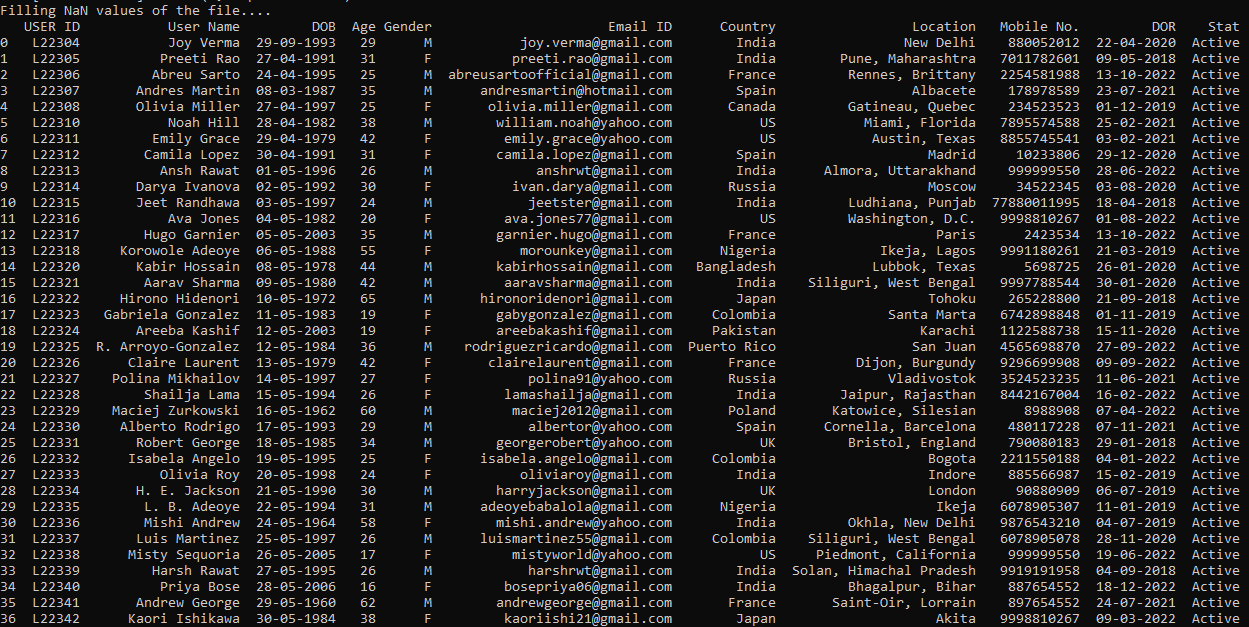 Filling NaN values of the file....
USER ID User Name DOB Age Gender Email ID Country Location Mobile No. DOR Stat
0 L22304 Joy Verma 29-09-1993 29 M joy.verma@gmail.com India New Delhi 880052012 22-04-2020 Active
1 L22305 Preeti Rao 27-04-1991 31 F preeti.rao@gmail.com India Pune, Maharashtra 7011782601 09-05-2018 Active
2 L22306 Abreu Sarto 24-04-1995 25 M abreusartoofficial@gmail.com France Rennes, Brittany 2254581988 13-10-2022 Active
3 L22307 Andres Martin 08-03-1987 35 M andresmartin@hotmail.com Spain Albacete 178978589 23-07-2021 Active
4 L22308 Olivia Miller 27-04-1997 25 F olivia.miller@gmail.com Canada Gatineau, Quebec 234523523 01-12-2019 Active
5 L22310 Noah Hill 28-04-1982 38 M william.noah@yahoo.com US Miami, Florida 7895574588 25-02-2021 Active
6 L22311 Emily Grace 29-04-1979 42 F emily.grace@yahoo.com US Austin, Texas 8855745541 03-02-2021 Active
7 L22312 Camila Lopez 30-04-1991 31 F camila.lopez@gmail.com Spain Madrid 10233806 29-12-2020 Active
8 L22313 Ansh Rawat 01-05-1996 26 M anshrwt@gmail.com India Almora, Uttarakhand 999999550 28-06-2022 Active
9 L22314 Darya Ivanova 02-05-1992 30 F ivan.darya@gmail.com Russia Moscow 34522345 03-08-2020 Active
10 L22315 Jeet Randhawa 03-05-1997 24 M jeetster@gmail.com India Ludhiana, Punjab 77880011995 18-04-2018 Active
11 L22316 Ava Jones 04-05-1982 20 F ava.jones77@gmail.com US Washington, D.C. 9998810267 01-08-2022 Active
12 L22317 Hugo Garnier 05-05-2003 35 M garnier.hugo@gmail.com France Paris 2423534 13-10-2022 Active
13 L22318 Korowole Adeoye 06-05-1988 55 F morounkey@gmail.com Nigeria Ikeja, Lagos 9991180261 21-03-2019 Active
14 L22320 Kabir Hossain 08-05-1978 44 M kabirhossain@gmail.com Bangladesh Lubbok, Texas 5698725 26-01-2020 Active
15 L22321 Aarav Sharma 09-05-1980 42 M aaravsharma@gmail.com India Siliguri, West Bengal 9997788544 30-01-2020 Active
16 L22322 Hirono Hidenori 10-05-1972 65 M hironoridenori@gmail.com Japan Tohoku 265228800 21-09-2018 Active
17 L22323 Gabriela Gonzalez 11-05-1983 19 F gabygonzalez@gmail.com Colombia Santa Marta 6742898848 01-11-2019 Active
18 L22324 Areeba Kashif 12-05-2003 19 F areebakashif@gmail.com Pakistan Karachi 1122588738 15-11-2020 Active
19 L22325 R. Arroyo-Gonzalez 12-05-1984 36 M rodriguezricardo@gmail.com Puerto Rico San Juan 4565698870 27-09-2022 Active
20 L22326 Claire Laurent 13-05-1979 42 F clairelaurent@gmail.com France Dijon, Burgundy 9296699908 09-09-2022 Active
21 L22327 Polina Mikhailov 14-05-1997 27 F polina91@yahoo.com Russia Vladivostok 3524523235 11-06-2021 Active
22 L22328 Shailja Lama 15-05-1994 26 F lamashailja@gmail.com India Jaipur, Rajasthan 8442167004 16-02-2022 Active
23 L22329 Maciej Zurkowski 16-05-1962 60 M maciej2012@gmail.com Poland Katowice, Silesian 8988908 07-04-2022 Active
24 L22330 Alberto Rodrigo 17-05-1993 29 M albertor@yahoo.com Spain Cornella, Barcelona 480117228 07-11-2021 Active
25 L22331 Robert George 18-05-1985 34 M georgerobert@yahoo.com UK Bristol, England 790080183 29-01-2018 Active
26 L22332 Isabela Angelo 19-05-1995 25 F isabela.angelo@gmail.com Colombia Bogota 2211550188 04-01-2022 Active
27 L22333 Olivia Roy 20-05-1998 24 F oliviaroy@gmail.com India Indore 885566987 15-02-2019 Active
28 L22334 H. E. Jackson 21-05-1990 30 M harryjackson@gmail.com UK London 90880909 06-07-2019 Active
29 L22335 L. B. Adeoye 22-05-1994 31 M adeoyebabalola@gmail.com Nigeria Ikeja 6078905307 11-01-2019 Active
30 L22336 Mishi Andrew 24-05-1964 58 F mishi.andrew@yahoo.com India Okhla, New Delhi 9876543210 04-07-2019 Active
31 L22337 Luis Martinez 25-05-1997 26 M luismartinez55@gmail.com Colombia Siliguri, West Bengal 6078905078 28-11-2020 Active
32 L22338 Misty Sequoria 26-05-2005 17 F mistyworld@yahoo.com US Piedmont, California 999999550 19-06-2022 Active
33 L22339 Harsh Rawat 27-05-1995 26 M harshrwt@gmail.com India Solan, Himachal Pradesh 9919191958 04-09-2018 Active
34 L22340 Priya Bose 28-05-2006 16 F bosepriya06@gmail.com India Bhagalpur, Bihar 887654552 18-12-2022 Active
35 L22341 Andrew George 29-05-1960 62 M andrewgeorge@gmail.com France Saint-Oir, Lorrain 897654552 24-07-2021 Active
36 L22342 Kaori Ishikawa 30-05-1984 38 F kaoriishi21@gmail.com Japan Akita 9998810267 09-03-2022 Active